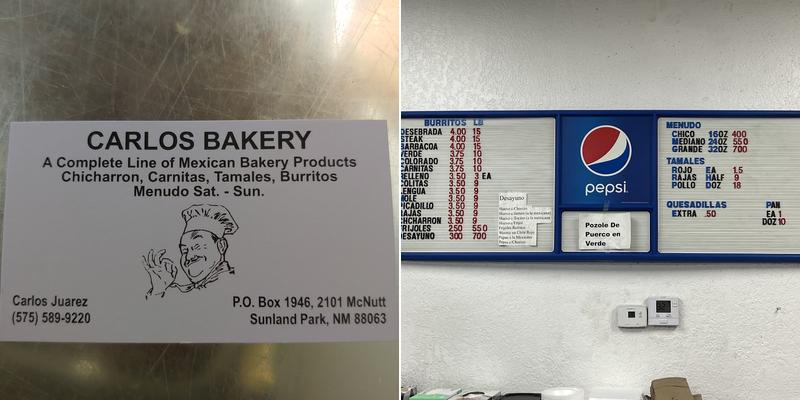 CARLOS BAKERY
A Complete Line of Mexican Bakery Products
Chicharron, Carnitas, Tamales, Burritos
Menudo Sat. - Sun.
Carlos Juarez
(575) 589-9220
P.O. Box 1946, 2101 McNutt
Sunland Park, NM 88063
BURRITOS LB
DESEBRADA 4.00 15
STEAK 4.00 15
BARBACOA 4.00 15
VERDE 3.75 10
COLORADO 3.75 10
CARNITAS 3.75 10
RELLENO 3.50 3 EA
COLITAS 3.50 9
LENGUA 3.50 9
MOLE 3.50 9
PICADILLO 3.50 9
RAJAS 3.50 9
CHCHARRON 3.50 9
FRIJOLES 250 550
DESAYUNO 300 700
Desayuno
pepsi
Pozole De
Puerco en
Verde
MENUDO
CHICO 16OZ 400
MEDIANO 24OZ 550
GRANDE 32OZ 700
TAMALES
ROJO EA 1.5
RAJAS HALF 9
POLLO DOZ 18
QUESADILLAS
EXTRA .50
PAN
EA 1
DOZ 10